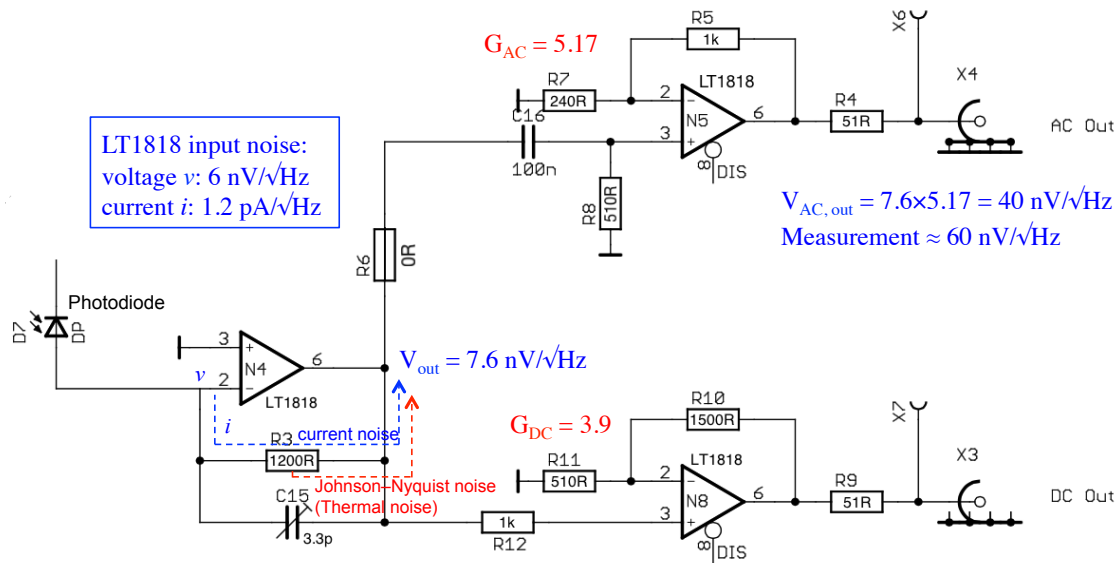 R5
1k
G_AC = 5.17
X6
R7
240R
LT1818
2
−
N5
6
R4
51R
X4
AC Out
C16
3
+
100n
8
DIS
LT1818 input noise:
voltage v: 6 nV/√Hz
current i: 1.2 pA/√Hz
R8
510R
V_AC, out = 7.6×5.17 = 40 nV/√Hz
Measurement ≈ 60 nV/√Hz
R6
0R
Photodiode
D7
DP
3
+
N4
6
V_out = 7.6 nV/√Hz
v
2
−
LT1818
i
current noise
R3
1200R
Johnson–Nyquist noise
(Thermal noise)
C15
3.3p
R10
1500R
G_DC = 3.9
X7
R11
510R
LT1818
2
−
N8
6
R9
51R
X3
DC Out
1k
R12
3
+
8
DIS